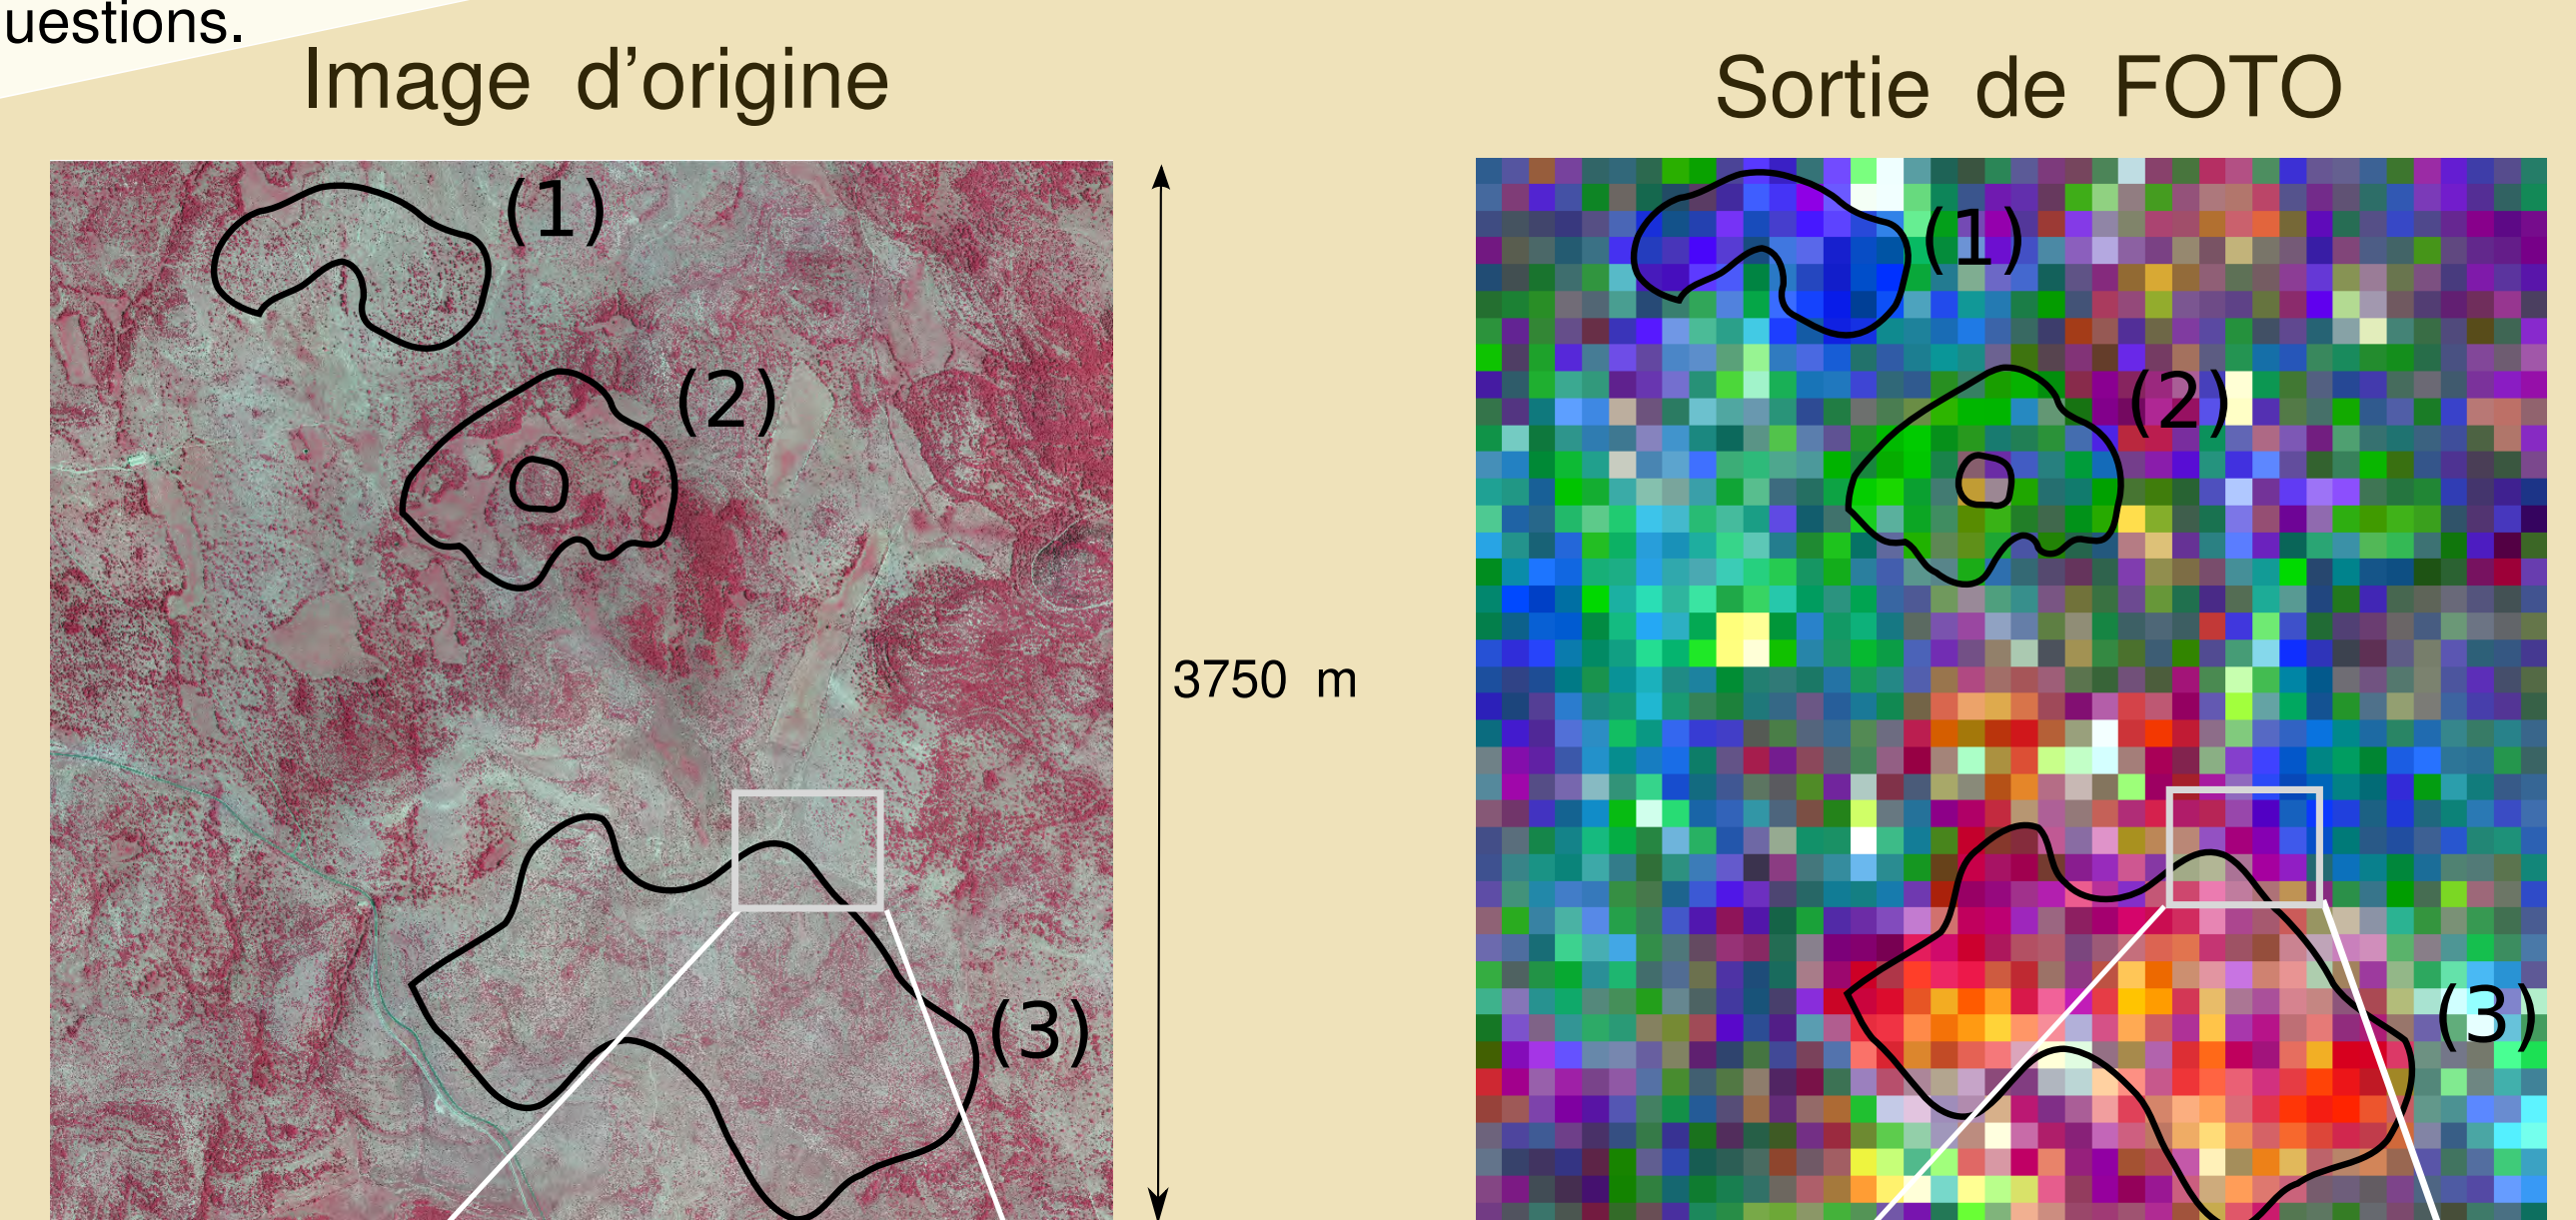 uestions.
Image d’origine
Sortie de FOTO
(1)
(2)
(3)
3750 m
(1)
(2)
(3)